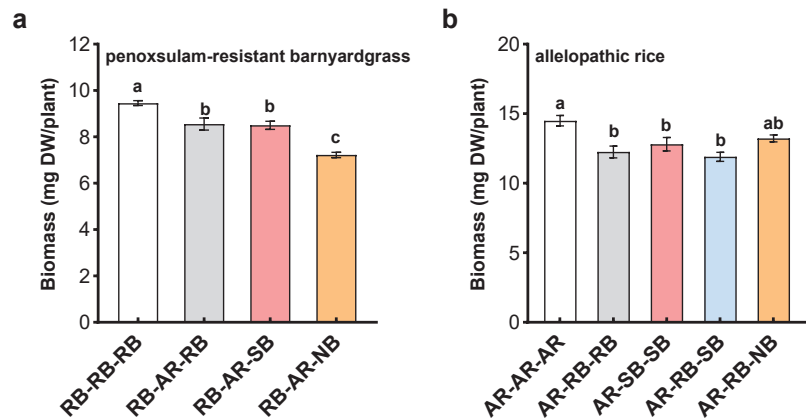 a
penoxsulam-resistant barnyardgrass
Biomass (mg DW/plant)
12
10
8
6
4
2
0
a
b
b
c
RB-RB-RB
RB-AR-RB
RB-AR-SB
RB-AR-NB
b
allelopathic rice
Biomass (mg DW/plant)
20
15
10
5
0
a
b
b
b
ab
AR-AR-AR
AR-RB-RB
AR-SB-SB
AR-RB-SB
AR-RB-NB